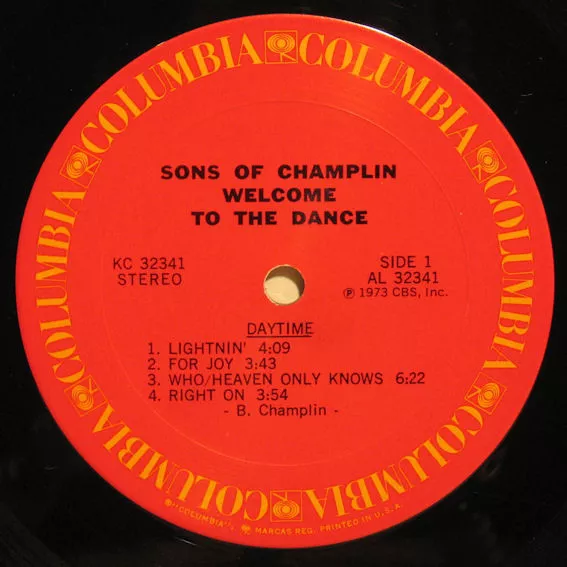 COLUMBIA COLUMBIA COLUMBIA COLUMBIA COLUMBIA COLUMBIA
SONS OF CHAMPLIN
WELCOME
TO THE DANCE
KC 32341
STEREO
SIDE 1
AL 32341
Ⓟ 1973 CBS, Inc.
DAYTIME
1. LIGHTNIN' 4:09
2. FOR JOY 3:43
3. WHO/HEAVEN ONLY KNOWS 6:22
4. RIGHT ON 3:54
- B. Champlin -
® "COLUMBIA", MARCAS REG. PRINTED IN U.S.A.